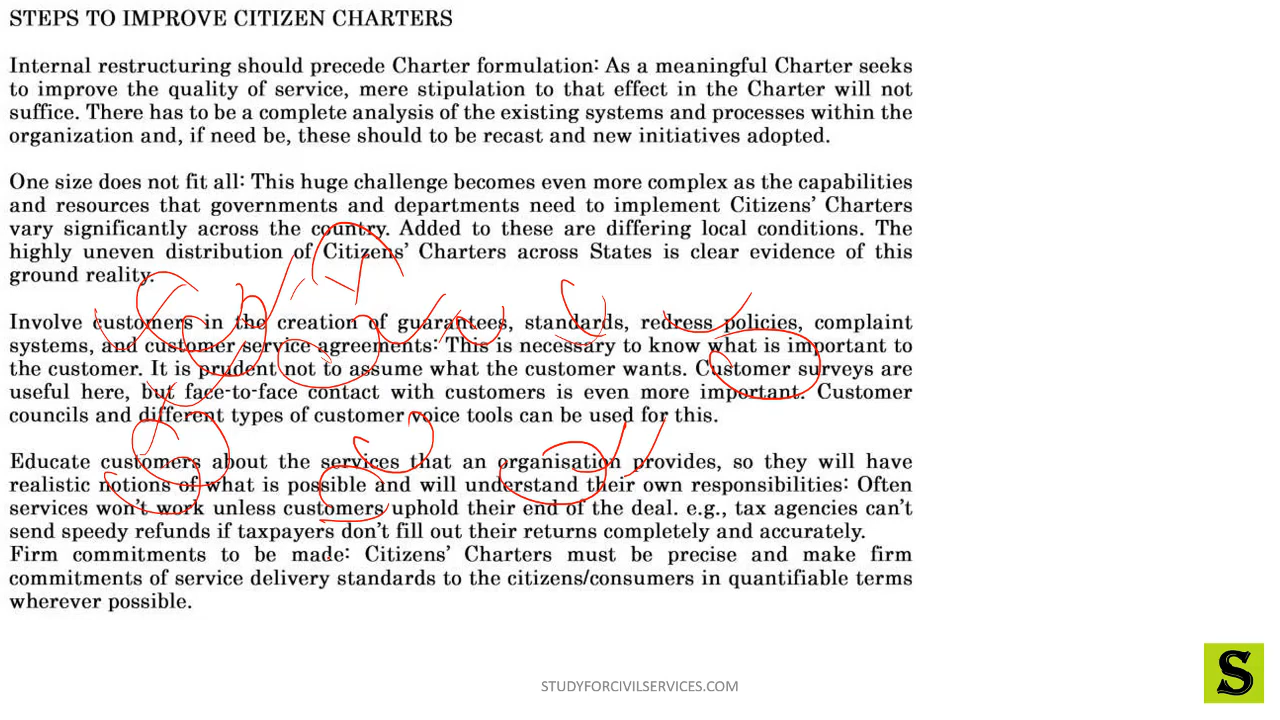 STEPS TO IMPROVE CITIZEN CHARTERS
Internal restructuring should precede Charter formulation: As a meaningful Charter seeks
to improve the quality of service, mere stipulation to that effect in the Charter will not
suffice. There has to be a complete analysis of the existing systems and processes within the
organization and, if need be, these should to be recast and new initiatives adopted.
One size does not fit all: This huge challenge becomes even more complex as the capabilities
and resources that governments and departments need to implement Citizens’ Charters
vary significantly across the country. Added to these are differing local conditions. The
highly uneven distribution of Citizens’ Charters across States is clear evidence of this
ground reality.
Involve customers in the creation of guarantees, standards, redress policies, complaint
systems, and customer service agreements: This is necessary to know what is important to
the customer. It is prudent not to assume what the customer wants. Customer surveys are
useful here, but face-to-face contact with customers is even more important. Customer
councils and different types of customer voice tools can be used for this.
Educate customers about the services that an organisation provides, so they will have
realistic notions of what is possible and will understand their own responsibilities: Often
services won’t work unless customers uphold their end of the deal. e.g., tax agencies can’t
send speedy refunds if taxpayers don’t fill out their returns completely and accurately.
Firm commitments to be made: Citizens’ Charters must be precise and make firm
commitments of service delivery standards to the citizens/consumers in quantifiable terms
wherever possible.
STUDYFORCIVILSERVICES.COM
S